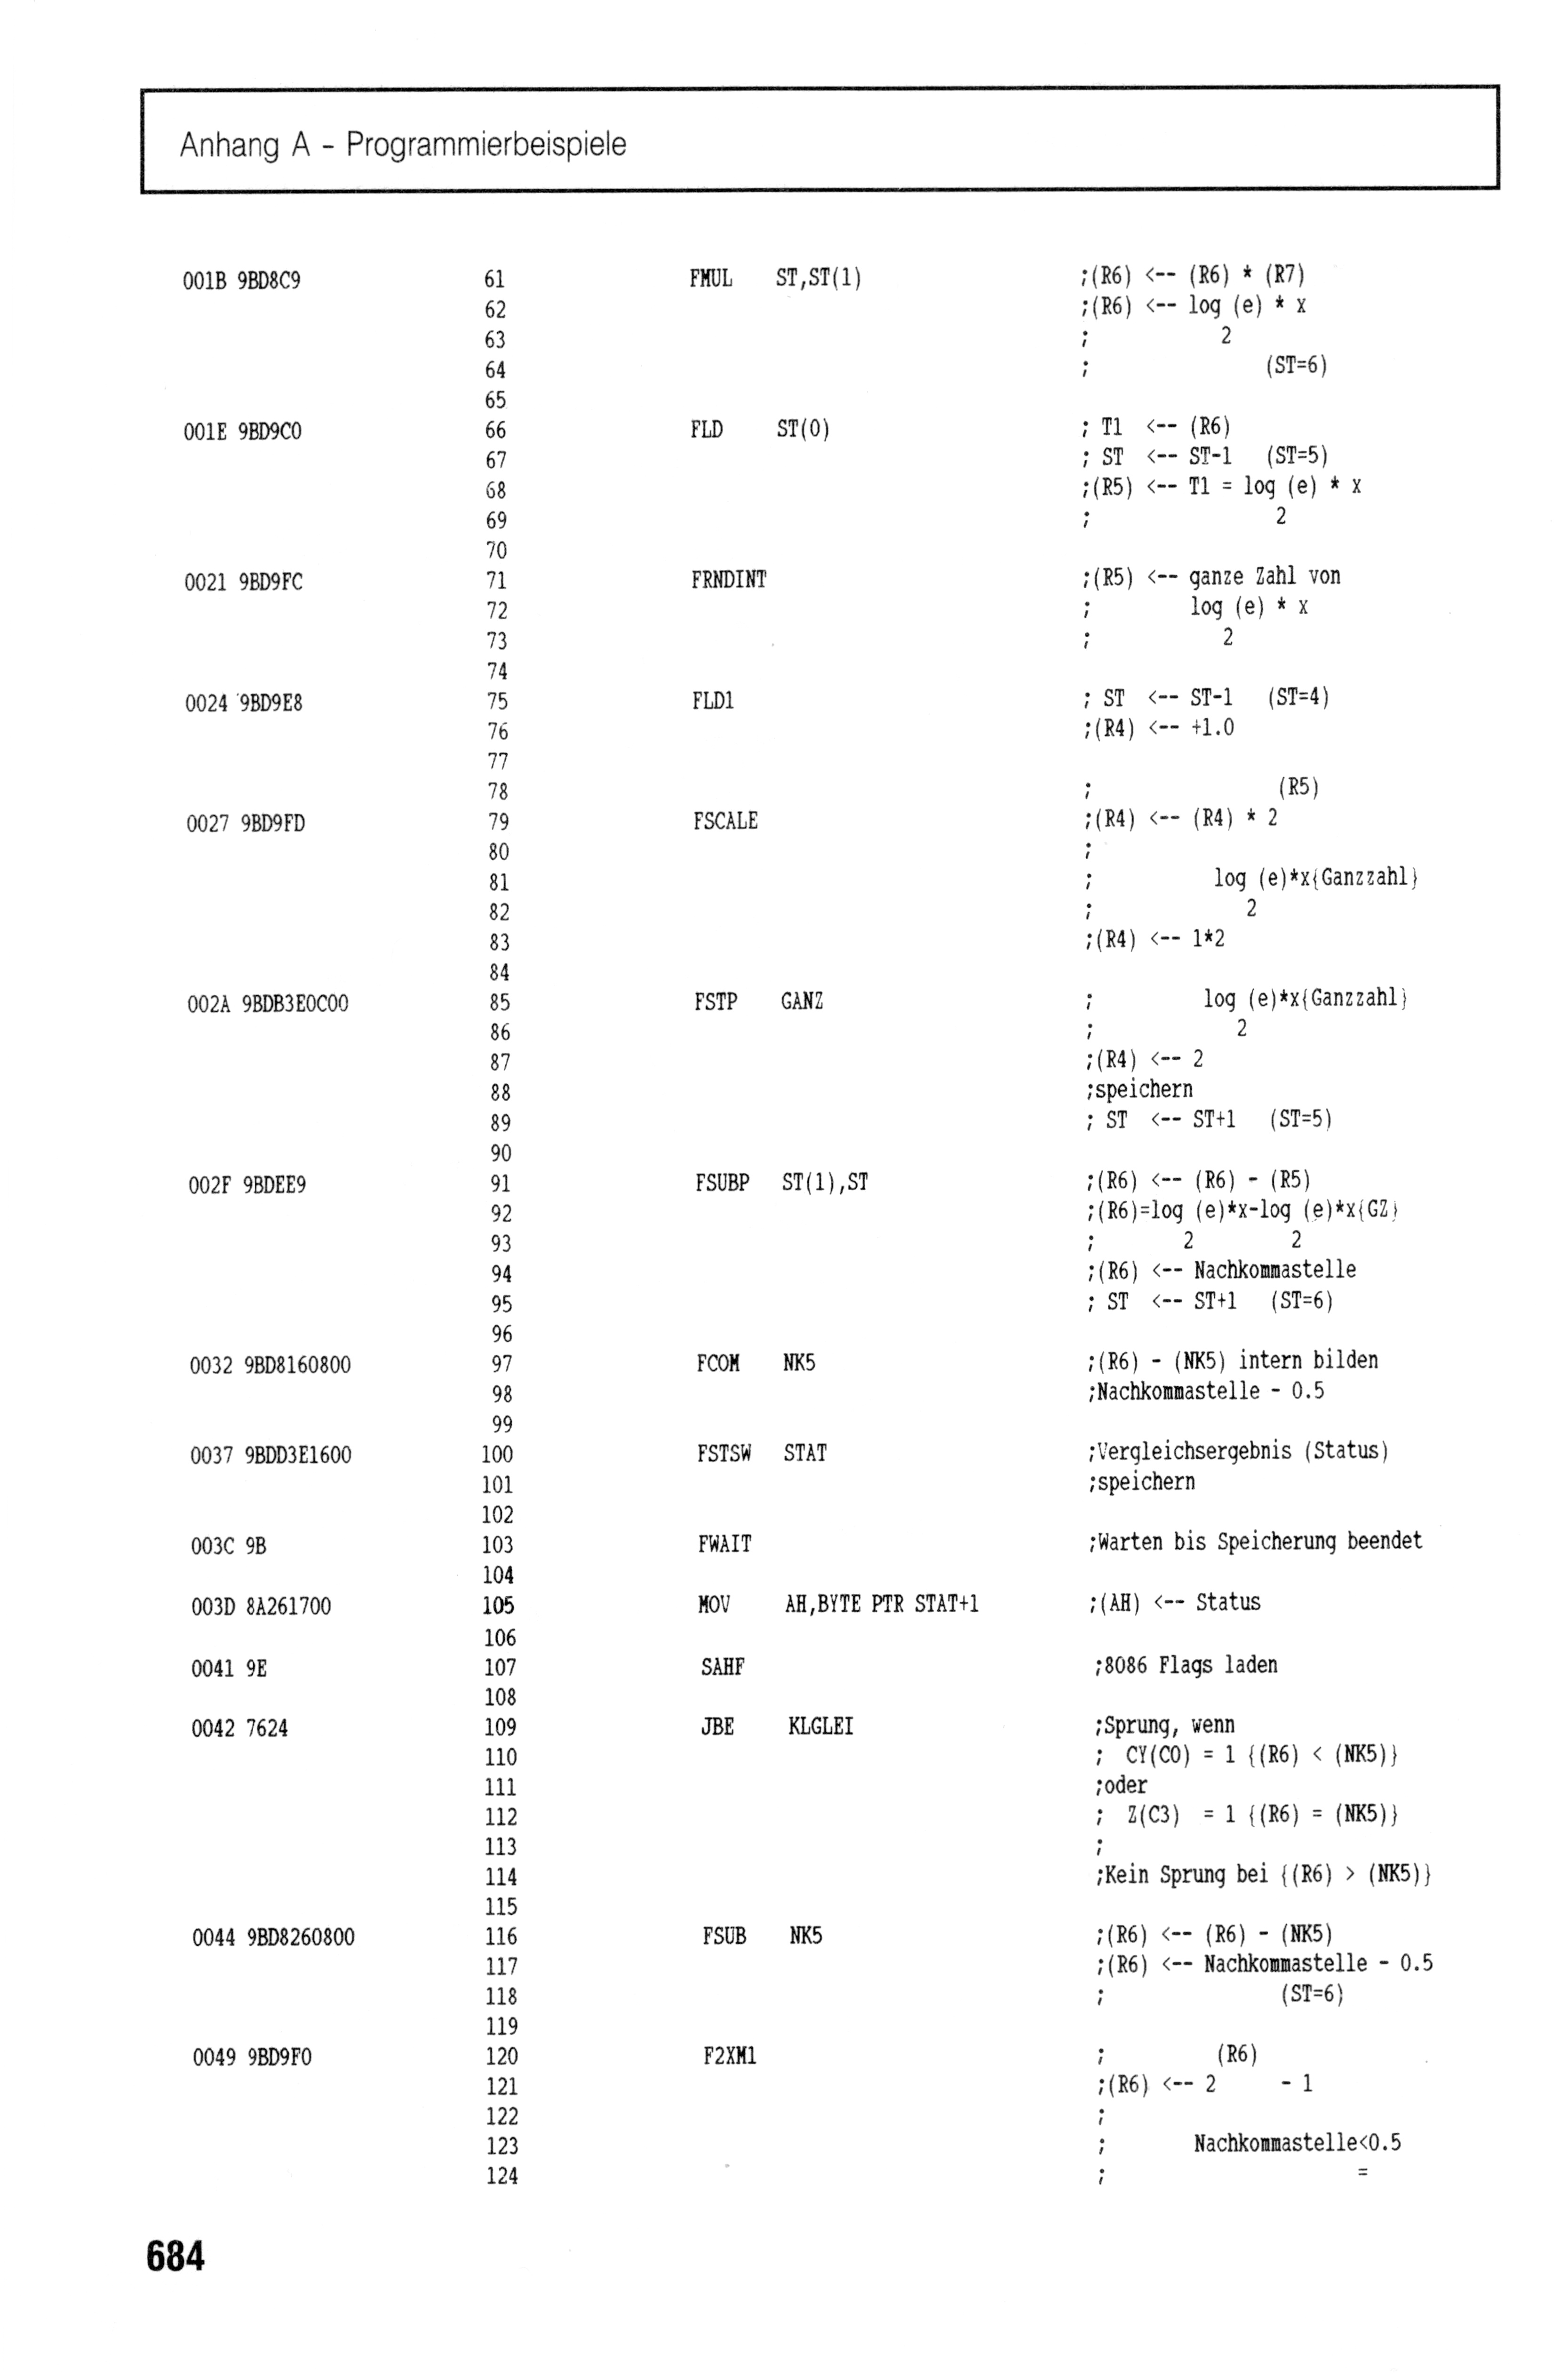 Anhang A - Programmierbeispiele
001B 9BD8C9 61 FMUL ST,ST(1) ;(R6) <-- (R6) * (R7)
62 ;(R6) <-- log (e) * x
63 ; 2
64 ; (ST=6)
65
001E 9BD9C0 66 FLD ST(0) ; T1 <-- (R6)
67 ; ST <-- ST-1 (ST=5)
68 ;(R5) <-- T1 = log (e) * x
69 ; 2
70
0021 9BD9FC 71 FRNDINT ;(R5) <-- ganze Zahl von
72 ; log (e) * x
73 ; 2
74
0024 9BD9E8 75 FLD1 ; ST <-- ST-1 (ST=4)
76 ;(R4) <-- +1.0
77
78 ; (R5)
0027 9BD9FD 79 FSCALE ;(R4) <-- (R4) * 2
80 ;
81 ; log (e)*x{Ganzzahl}
82 ; 2
83 ;(R4) <-- 1*2
84
002A 9BDB3E0C00 85 FSTP GANZ ; log (e)*x{Ganzzahl}
86 ; 2
87 ;(R4) <-- 2
88 ;speichern
89 ; ST <-- ST+1 (ST=5)
90
002F 9BDEE9 91 FSUBP ST(1),ST ;(R6) <-- (R6) - (R5)
92 ;(R6)=log (e)*x-log (e)*x{GZ}
93 ; 2 2
94 ;(R6) <-- Nachkommastelle
95 ; ST <-- ST+1 (ST=6)
96
0032 9BD8160800 97 FCOM NK5 ;(R6) - (NK5) intern bilden
98 ;Nachkommastelle - 0.5
99
0037 9BDD3E1600 100 FSTSW STAT ;Vergleichsergebnis (Status)
101 ;speichern
102
003C 9B 103 FWAIT ;Warten bis Speicherung beendet
104
003D 8A261700 105 MOV AH,BYTE PTR STAT+1 ;(AH) <-- Status
106
0041 9E 107 SAHF ;8086 Flags laden
108
0042 7624 109 JBE KLGLEI ;Sprung, wenn
110 ; CY(C0) = 1 {(R6) < (NK5)}
111 ;oder
112 ; Z(C3) = 1 {(R6) = (NK5)}
113 ;
114 ;Kein Sprung bei {(R6) > (NK5)}
115
0044 9BD8260800 116 FSUB NK5 ;(R6) <-- (R6) - (NK5)
117 ;(R6) <-- Nachkommastelle - 0.5
118 ; (ST=6)
119
0049 9BD9F0 120 F2XM1 ; (R6)
121 ;(R6) <-- 2 - 1
122 ;
123 ; Nachkommastelle<0.5
124 ; =
684